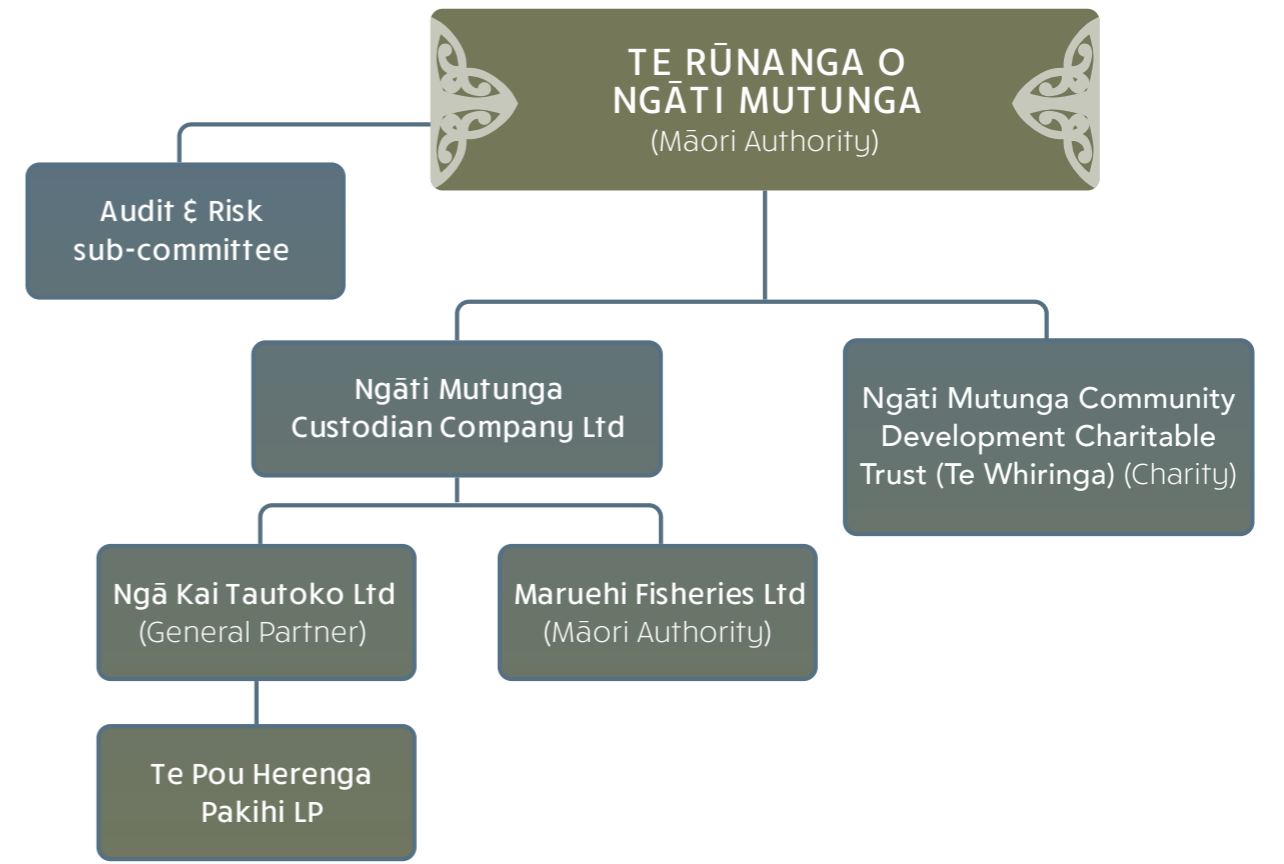 TE RŪNANGA O
NGĀTI MUTUNGA
(Māori Authority)
Audit & Risk
sub-committee
Ngāti Mutunga
Custodian Company Ltd
Ngāti Mutunga Community
Development Charitable
Trust (Te Whiringa) (Charity)
Ngā Kai Tautoko Ltd
(General Partner)
Maruehi Fisheries Ltd
(Māori Authority)
Te Pou Herenga
Pakihi LP